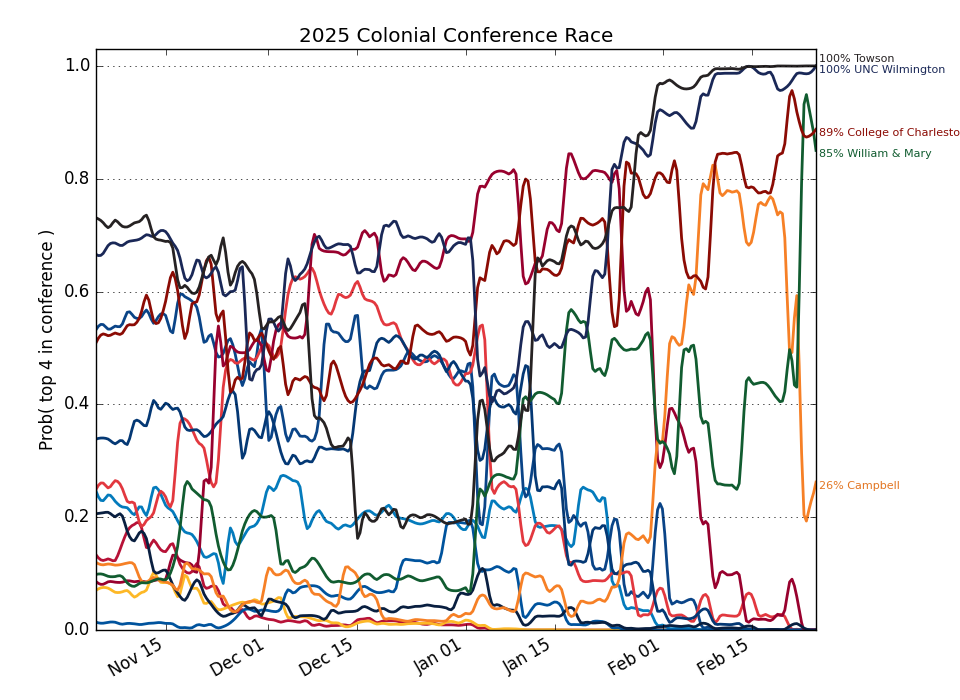 2025 Colonial Conference Race
Prob( top 4 in conference )
1.0
0.8
0.6
0.4
0.2
0.0
Nov 15
Dec 01
Dec 15
Jan 01
Jan 15
Feb 01
Feb 15
100% Towson
100% UNC Wilmington
89% College of Charlesto
85% William & Mary
26% Campbell